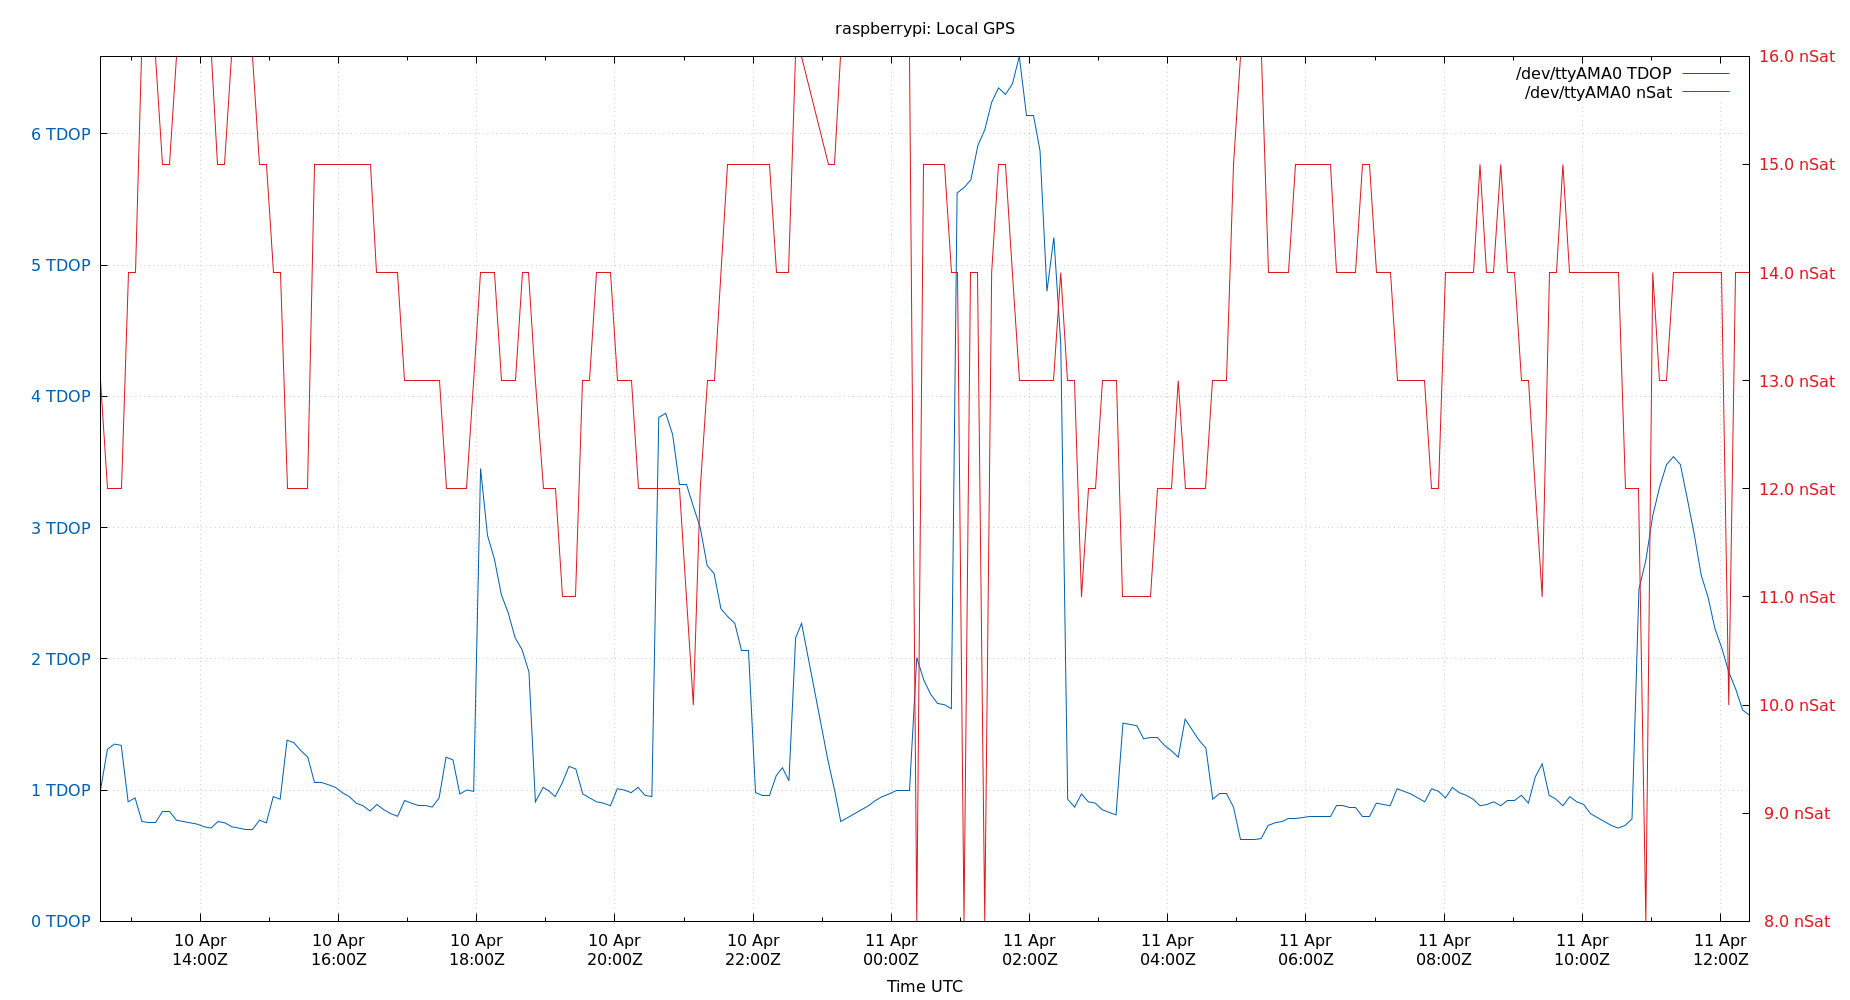 raspberrypi: Local GPS
/dev/ttyAMA0 TDOP
/dev/ttyAMA0 nSat
6 TDOP
5 TDOP
4 TDOP
3 TDOP
2 TDOP
1 TDOP
0 TDOP
16.0 nSat
15.0 nSat
14.0 nSat
13.0 nSat
12.0 nSat
11.0 nSat
10.0 nSat
9.0 nSat
8.0 nSat
10 Apr
14:00Z
10 Apr
16:00Z
10 Apr
18:00Z
10 Apr
20:00Z
10 Apr
22:00Z
11 Apr
00:00Z
11 Apr
02:00Z
11 Apr
04:00Z
11 Apr
06:00Z
11 Apr
08:00Z
11 Apr
10:00Z
11 Apr
12:00Z
Time UTC